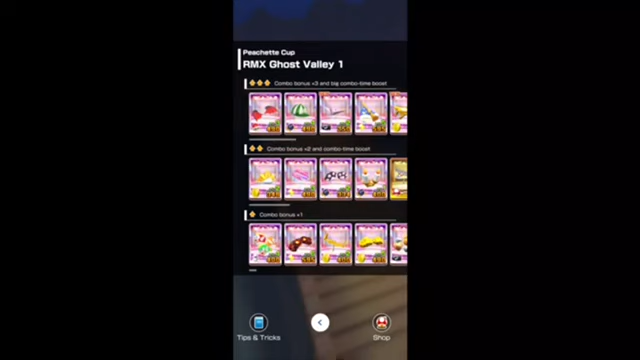 Peachette Cup
RMX Ghost Valley 1
Combo bonus +3 and big combo-time boost
Combo bonus +2 and combo-time boost
Combo bonus +1
Tips & Tricks
Shop